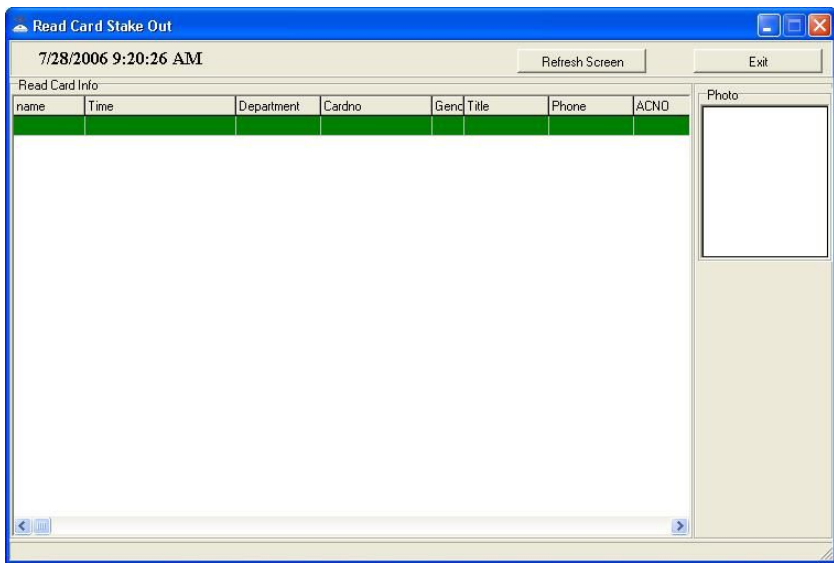 Read Card Stake Out
7/28/2006 9:20:26 AM Refresh Screen Exit
Read Card Info Photo
name Time Department Cardno Gend Title Phone ACNO